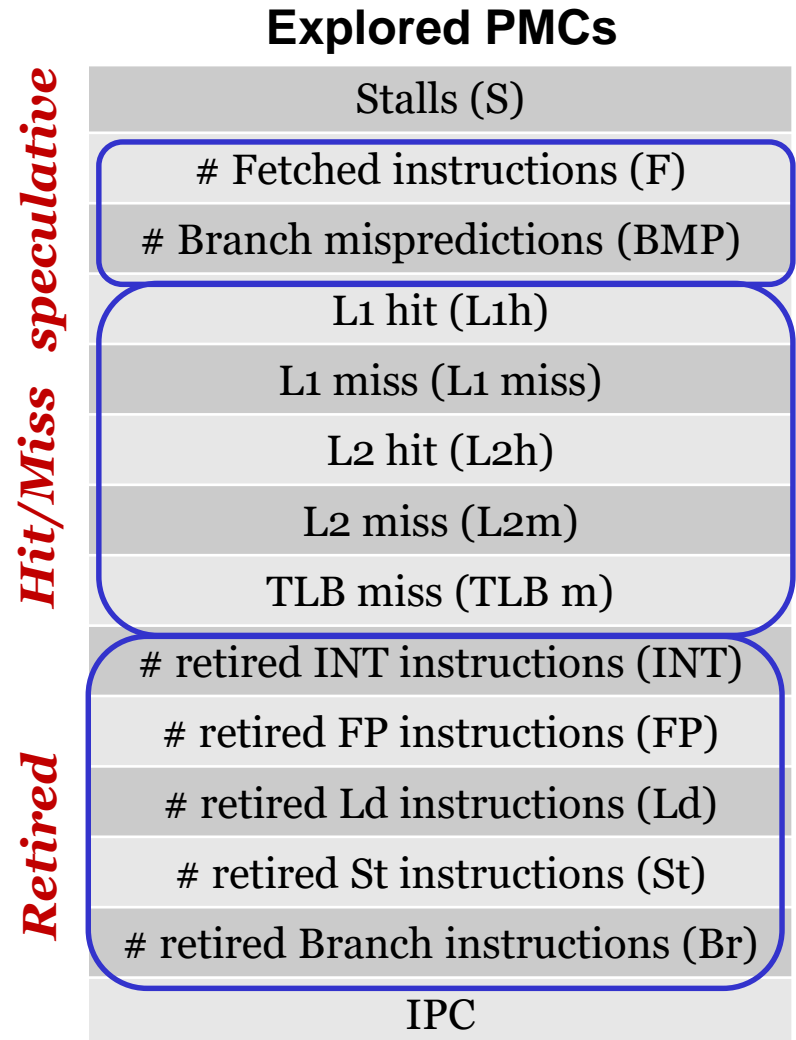 Explored PMCs
speculative
Stalls (S)
# Fetched instructions (F)
# Branch mispredictions (BMP)
Hit/Miss
L1 hit (L1h)
L1 miss (L1 miss)
L2 hit (L2h)
L2 miss (L2m)
TLB miss (TLB m)
Retired
# retired INT instructions (INT)
# retired FP instructions (FP)
# retired Ld instructions (Ld)
# retired St instructions (St)
# retired Branch instructions (Br)
IPC